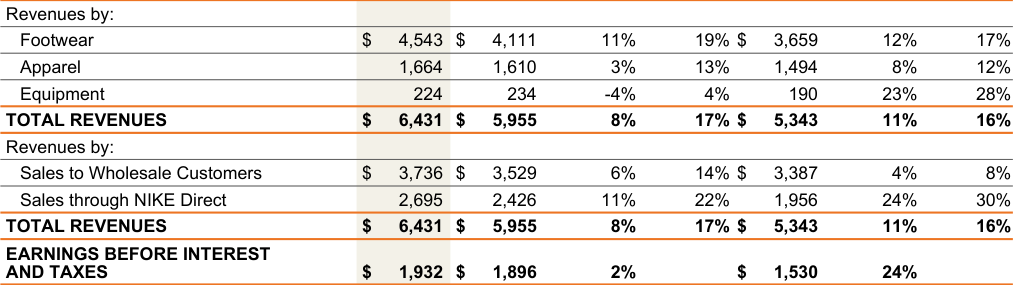 Revenues by:
Footwear $ 4,543 $ 4,111 11% 19% $ 3,659 12% 17%
Apparel 1,664 1,610 3% 13% 1,494 8% 12%
Equipment 224 234 -4% 4% 190 23% 28%
TOTAL REVENUES $ 6,431 $ 5,955 8% 17% $ 5,343 11% 16%
Revenues by:
Sales to Wholesale Customers $ 3,736 $ 3,529 6% 14% $ 3,387 4% 8%
Sales through NIKE Direct 2,695 2,426 11% 22% 1,956 24% 30%
TOTAL REVENUES $ 6,431 $ 5,955 8% 17% $ 5,343 11% 16%
EARNINGS BEFORE INTEREST
AND TAXES $ 1,932 $ 1,896 2% $ 1,530 24%